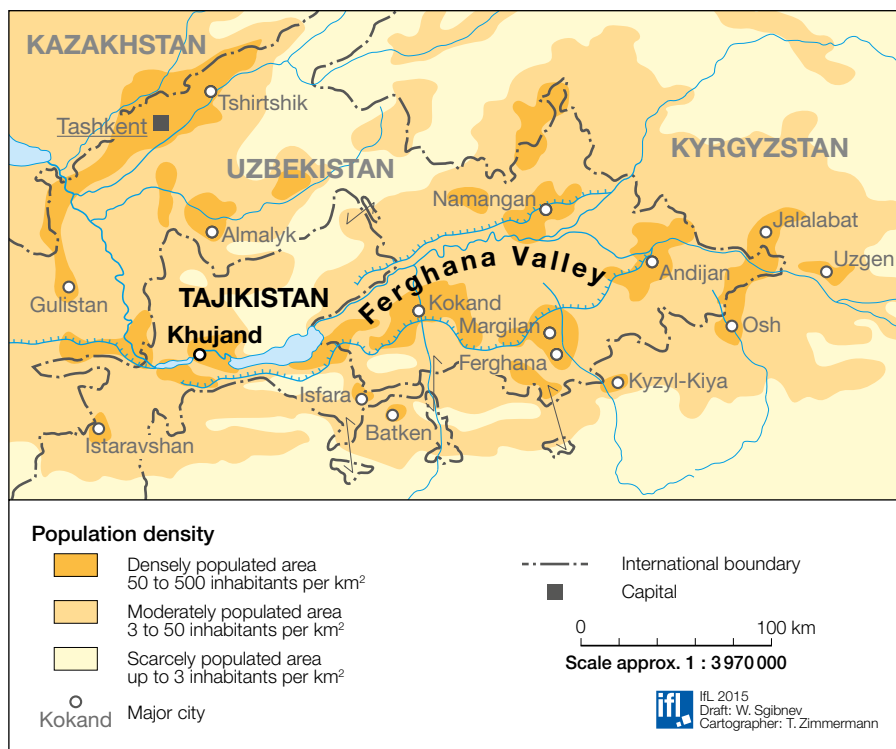 KAZAKHSTAN
Tshirtshik
Tashkent
UZBEKISTAN
KYRGYZSTAN
Namangan
Almalyk
Jalalabat
Ferghana Valley
Andijan
Uzgen
Gulistan
TAJIKISTAN
Khujand
Kokand
Margilan
Osh
Ferghana
Kyzyl-Kiya
Isfara
Batken
Istaravshan
Population density
Densely populated area
50 to 500 inhabitants per km²
Moderately populated area
3 to 50 inhabitants per km²
Scarcely populated area
up to 3 inhabitants per km²
Kokand
Major city
International boundary
Capital
0 100 km
Scale approx. 1 : 3 970 000
ifl
IfL 2015
Draft: W. Sgibnev
Cartographer: T. Zimmermann